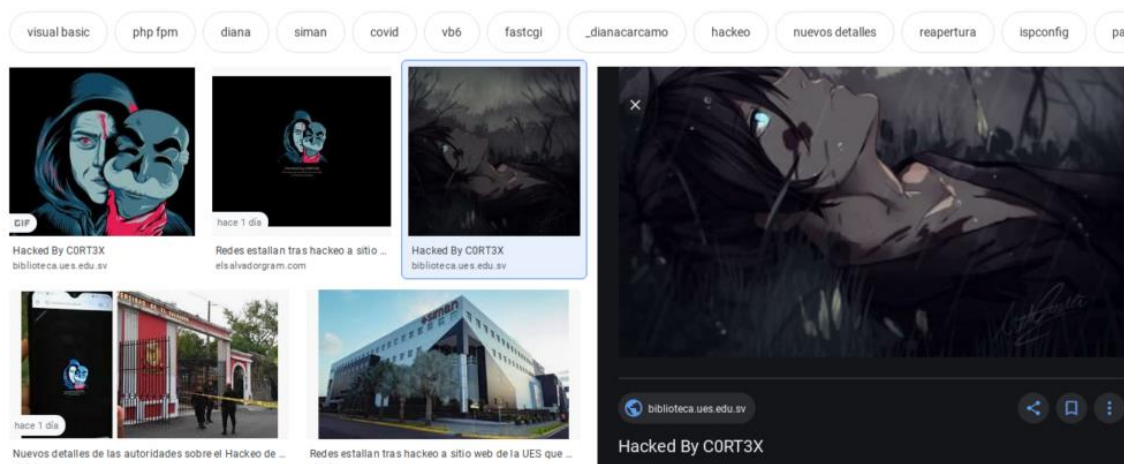 visual basic
php fpm
diana
siman
covid
vb6
fastcgi
_dianacarcamo
hackeo
nuevos detalles
reapertura
ispconfig
pa
GIF
Hacked By C0RT3X
biblioteca.ues.edu.sv
hace 1 día
Redes estallan tras hackeo a sitio ...
elsalvadorgram.com
Hacked By C0RT3X
biblioteca.ues.edu.sv
hace 1 día
Nuevos detalles de las autoridades sobre el Hackeo de ...
siman
Redes estallan tras hackeo a sitio web de la UES que ...
biblioteca.ues.edu.sv
Hacked By C0RT3X